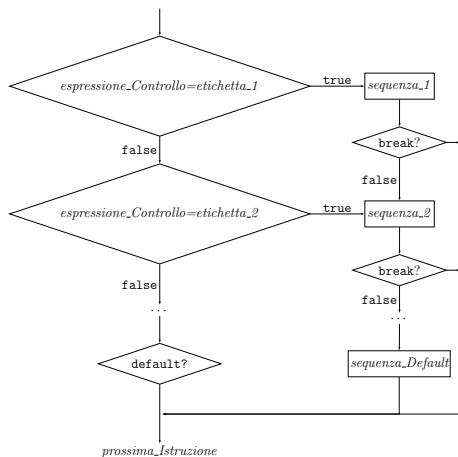 espressione_Controllo=etichetta_1
true
sequenza_1
break?
false
false
espressione_Controllo=etichetta_2
true
sequenza_2
break?
false
false
...
...
default?
sequenza_Default
prossima_Istruzione